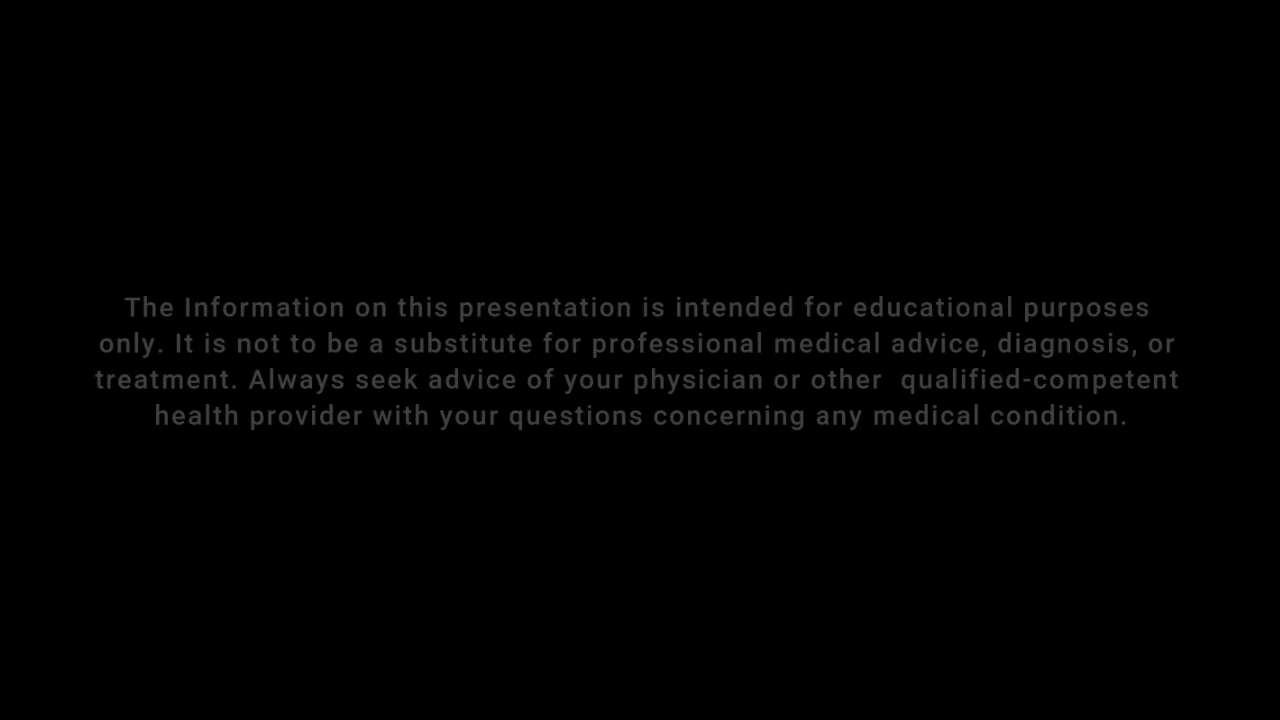 The Information on this presentation is intended for educational purposes
only. It is not to be a substitute for professional medical advice, diagnosis, or
treatment. Always seek advice of your physician or other  qualified-competent
health provider with your questions concerning any medical condition.